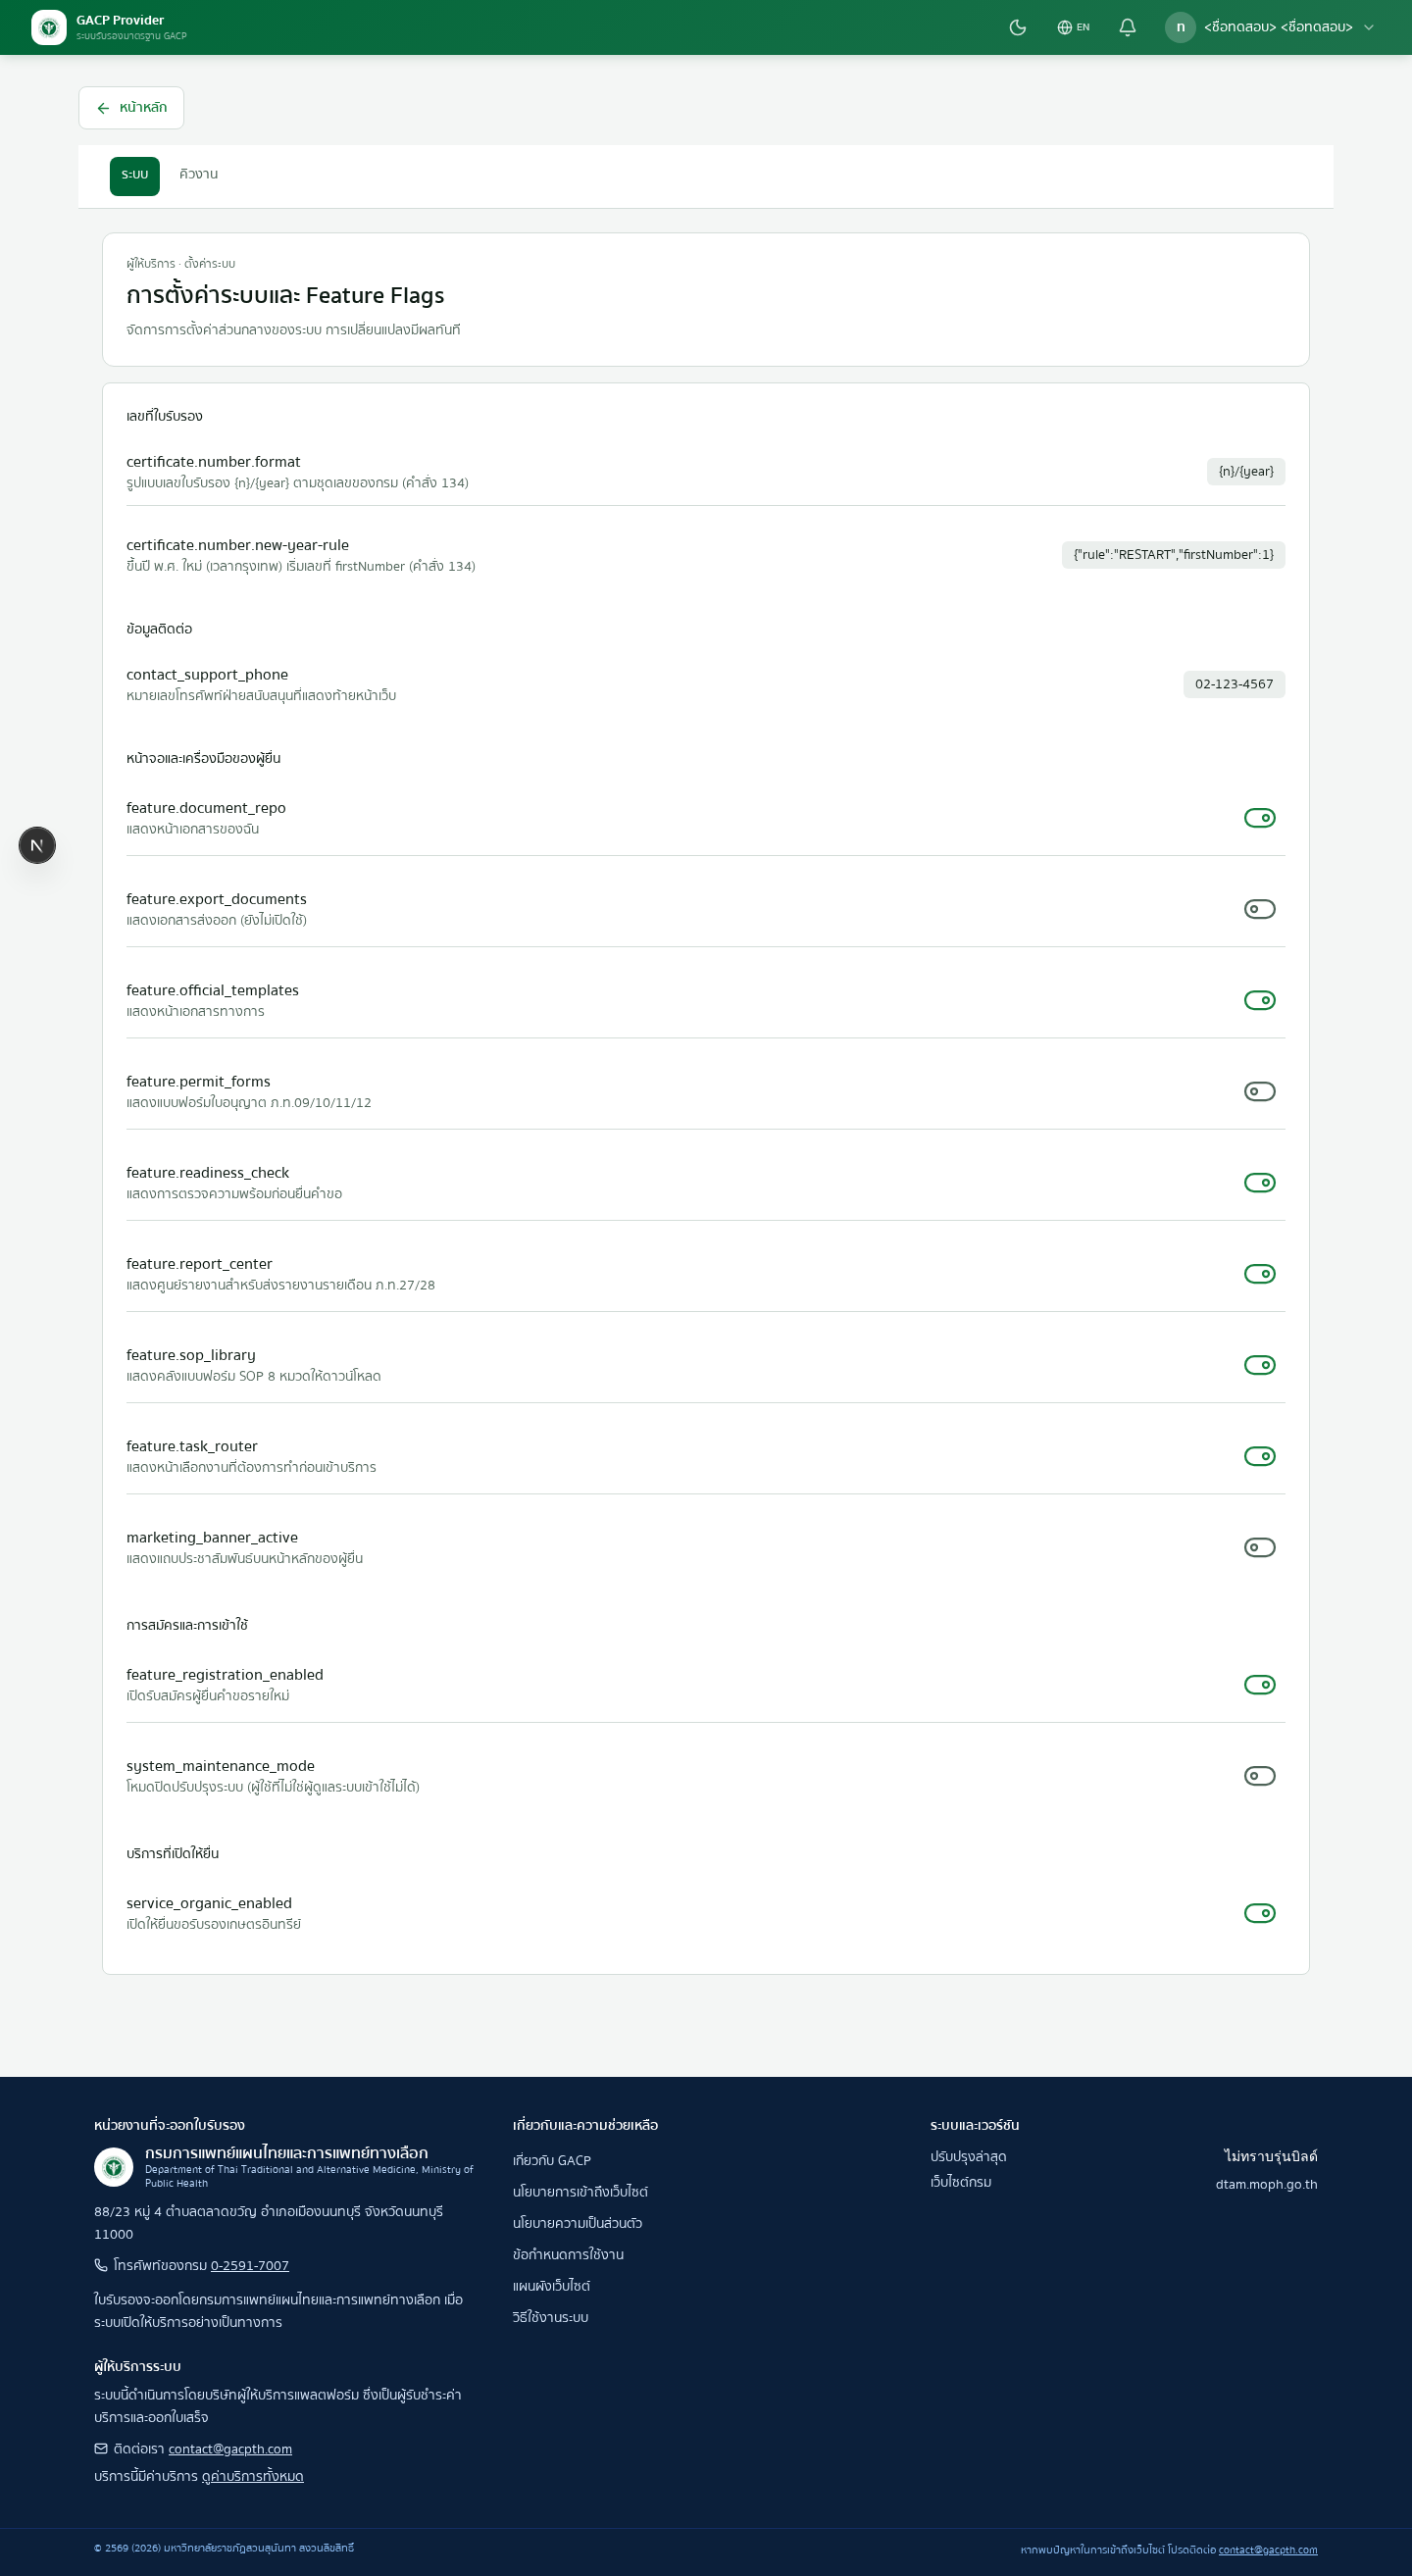 GACP Provider
ระบบรับรองมาตรฐาน GACP
EN
ท
<ชื่อทดสอบ> <ชื่อทดสอบ>
หน้าหลัก
ระบบ
คิวงาน
ผู้ให้บริการ · ตั้งค่าระบบ
การตั้งค่าระบบและ Feature Flags
จัดการการตั้งค่าส่วนกลางของระบบ การเปลี่ยนแปลงมีผลทันที
เลขที่ใบรับรอง
certificate.number.format
{n}/{year}
รูปแบบเลขใบรับรอง {n}/{year} ตามชุดเลขของกรม (คำสั่ง 134)
certificate.number.new-year-rule
{"rule":"RESTART","firstNumber":1}
ขึ้นปี พ.ศ. ใหม่ (เวลากรุงเทพ) เริ่มเลขที่ firstNumber (คำสั่ง 134)
ข้อมูลติดต่อ
contact_support_phone
02-123-4567
หมายเลขโทรศัพท์ฝ่ายสนับสนุนที่แสดงท้ายหน้าเว็บ
หน้าจอและเครื่องมือของผู้ยื่น
feature.document_repo
แสดงหน้าเอกสารของฉัน
feature.export_documents
แสดงเอกสารส่งออก (ยังไม่เปิดใช้)
feature.official_templates
แสดงหน้าเอกสารทางการ
feature.permit_forms
แสดงแบบฟอร์มใบอนุญาต ภ.ท.09/10/11/12
feature.readiness_check
แสดงการตรวจความพร้อมก่อนยื่นคำขอ
feature.report_center
แสดงศูนย์รายงานสำหรับส่งรายงานรายเดือน ภ.ท.27/28
feature.sop_library
แสดงคลังแบบฟอร์ม SOP 8 หมวดให้ดาวน์โหลด
feature.task_router
แสดงหน้าเลือกงานที่ต้องการทำก่อนเข้าบริการ
marketing_banner_active
แสดงแถบประชาสัมพันธ์บนหน้าหลักของผู้ยื่น
การสมัครและการเข้าใช้
feature_registration_enabled
เปิดรับสมัครผู้ยื่นคำขอรายใหม่
system_maintenance_mode
โหมดปิดปรับปรุงระบบ (ผู้ใช้ที่ไม่ใช่ผู้ดูแลระบบเข้าใช้ไม่ได้)
บริการที่เปิดให้ยื่น
service_organic_enabled
เปิดให้ยื่นขอรับรองเกษตรอินทรีย์
หน่วยงานที่จะออกใบรับรอง
กรมการแพทย์แผนไทยและการแพทย์ทางเลือก
Department of Thai Traditional and Alternative Medicine, Ministry of
Public Health
88/23 หมู่ 4 ตำบลตลาดขวัญ อำเภอเมืองนนทบุรี จังหวัดนนทบุรี
11000
โทรศัพท์ของกรม 0-2591-7007
ใบรับรองจะออกโดยกรมการแพทย์แผนไทยและการแพทย์ทางเลือก เมื่อ
ระบบเปิดให้บริการอย่างเป็นทางการ
ผู้ให้บริการระบบ
ระบบนี้ดำเนินการโดยบริษัทผู้ให้บริการแพลตฟอร์ม ซึ่งเป็นผู้รับชำระค่า
บริการและออกใบเสร็จ
ติดต่อเรา contact@gacpth.com
บริการนี้มีค่าบริการ ดูค่าบริการทั้งหมด
เกี่ยวกับและความช่วยเหลือ
เกี่ยวกับ GACP
นโยบายการเข้าถึงเว็บไซต์
นโยบายความเป็นส่วนตัว
ข้อกำหนดการใช้งาน
แผนผังเว็บไซต์
วิธีใช้งานระบบ
ระบบและเวอร์ชัน
ปรับปรุงล่าสุด
ไม่ทราบรุ่นบิลด์
เว็บไซต์กรม
dtam.moph.go.th
© 2569 (2026) มหาวิทยาลัยราชภัฏสวนสุนันทา สงวนลิขสิทธิ์
หากพบปัญหาในการเข้าถึงเว็บไซต์ โปรดติดต่อ contact@gacpth.com